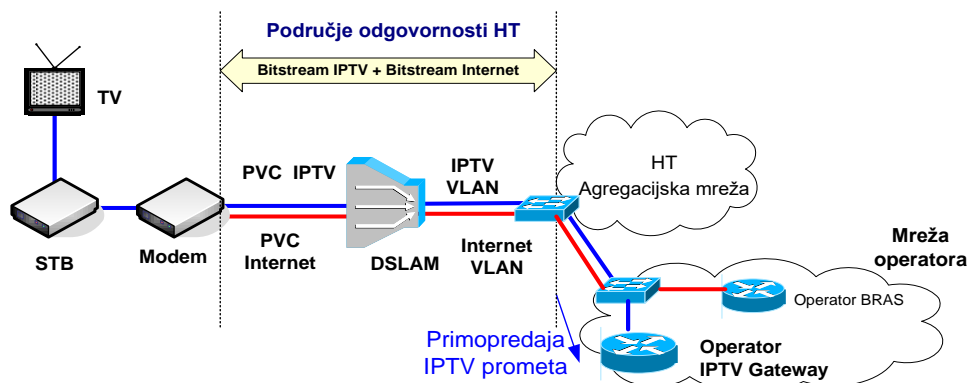 Područje odgovornosti HT
Bitstream IPTV + Bitstream Internet
TV
PVC IPTV
IPTV
VLAN
HT
Agregacijska mreža
STB
Modem
PVC
Internet
DSLAM
Internet
VLAN
Mreža
operatora
Operator BRAS
Primopredaja
IPTV prometa
Operator
IPTV Gateway